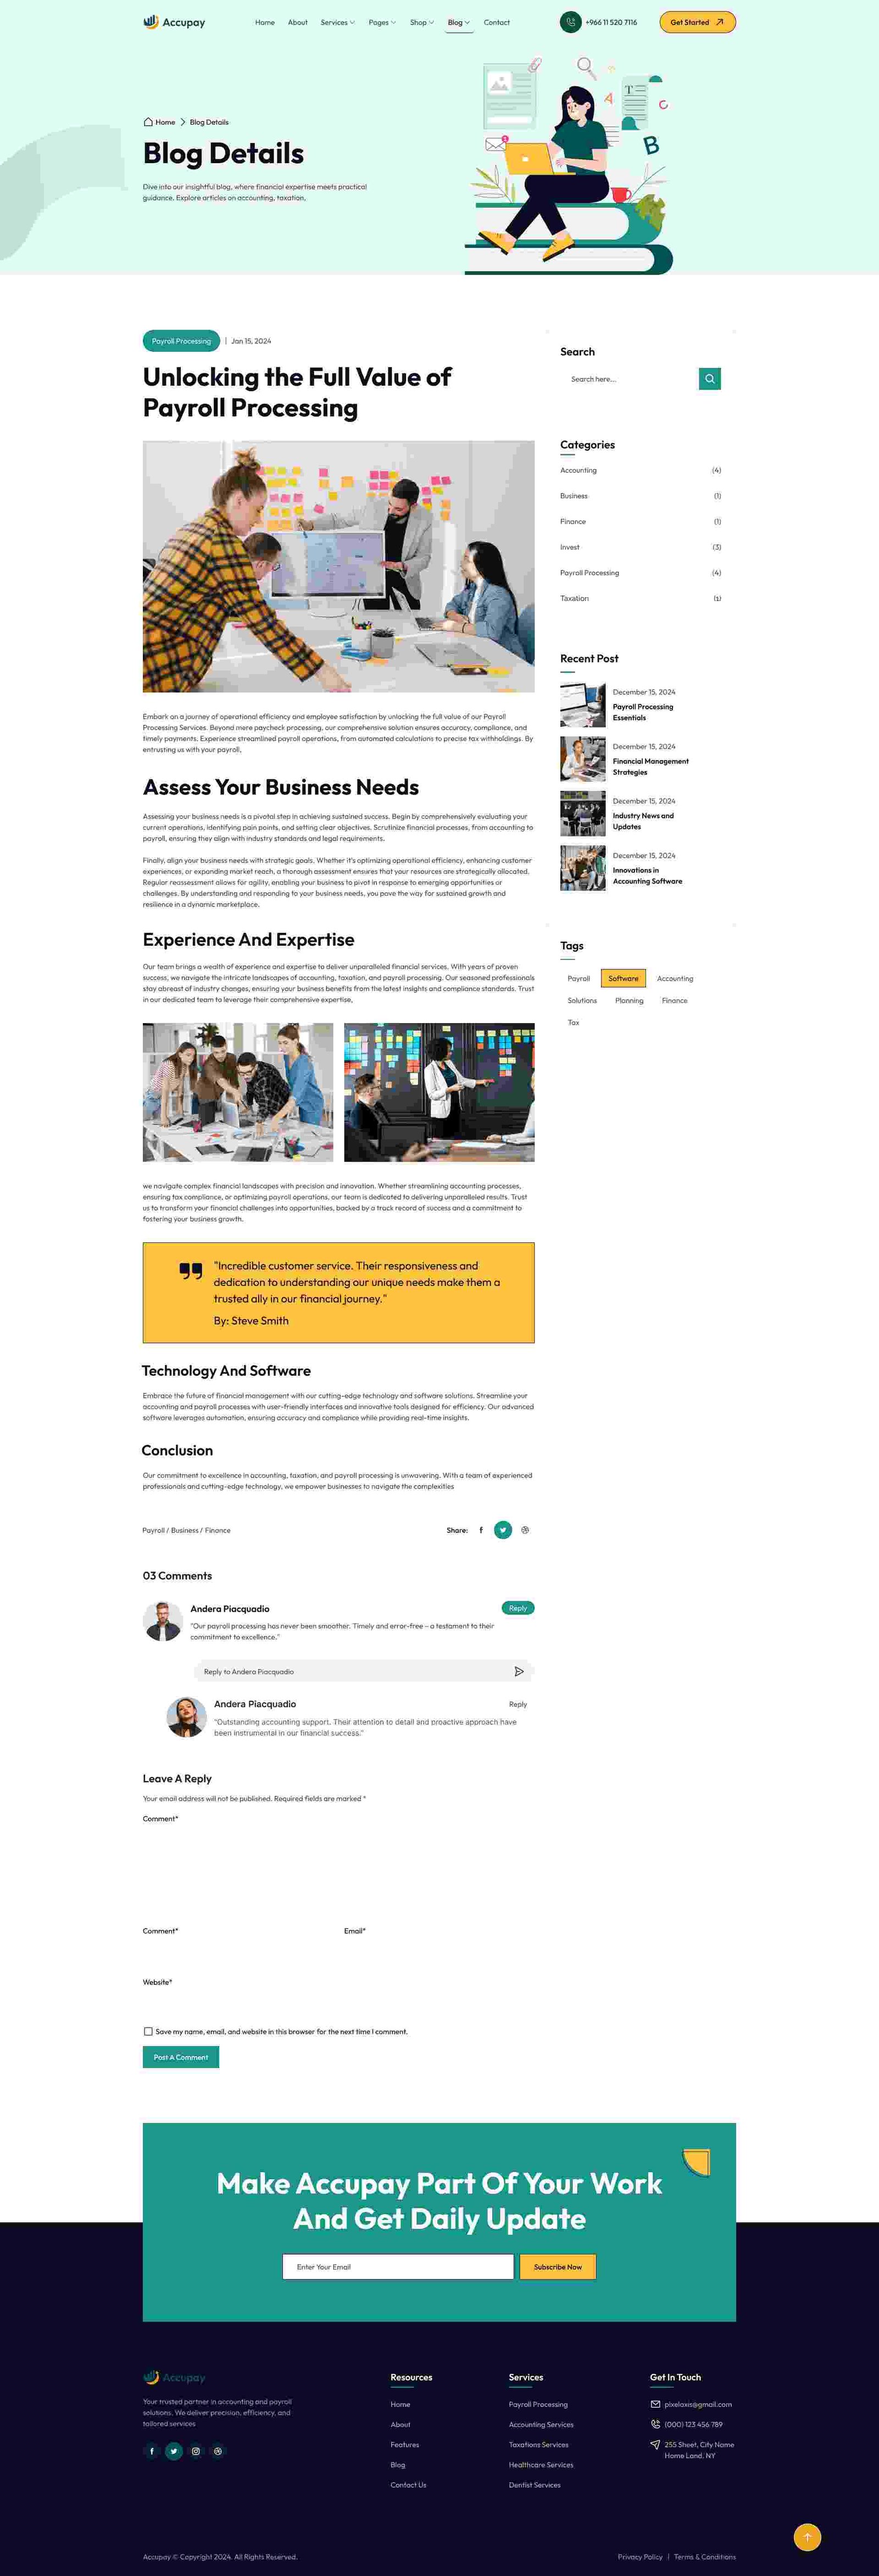 Accupay
Home About Services Pages Shop Blog Contact
+966 11 520 7116
Get Started
Home > Blog Details
Blog Details
Dive into our insightful blog, where financial expertise meets practical
guidance. Explore articles on accounting, taxation,
T
A
B
1
Payroll Processing | Jan 15, 2024
Unlocking the Full Value of
Payroll Processing
Embark on a journey of operational efficiency and employee satisfaction by unlocking the full value of our Payroll
Processing Services. Beyond mere paycheck processing, our comprehensive solution ensures accuracy, compliance, and
timely payments. Experience streamlined payroll operations, from automated calculations to precise tax withholdings. By
entrusting us with your payroll,
Assess Your Business Needs
Assessing your business needs is a pivotal step in achieving sustained success. Begin by comprehensively evaluating your
current operations, identifying pain points, and setting clear objectives. Scrutinize financial processes, from accounting to
payroll, ensuring they align with industry standards and legal requirements.
Finally, align your business needs with strategic goals. Whether it's optimizing operational efficiency, enhancing customer
experiences, or expanding market reach, a thorough assessment ensures that your resources are strategically allocated.
Regular reassessment allows for agility, enabling your business to pivot in response to emerging opportunities or
challenges. By understanding and responding to your business needs, you pave the way for sustained growth and
resilience in a dynamic marketplace.
Experience And Expertise
Our team brings a wealth of experience and expertise to deliver unparalleled financial services. With years of proven
success, we navigate the intricate landscapes of accounting, taxation, and payroll processing. Our seasoned professionals
stay abreast of industry changes, ensuring your business benefits from the latest insights and compliance standards. Trust
in our dedicated team to leverage their comprehensive expertise,
we navigate complex financial landscapes with precision and innovation. Whether streamlining accounting processes,
ensuring tax compliance, or optimizing payroll operations, our team is dedicated to delivering unparalleled results. Trust
us to transform your financial challenges into opportunities, backed by a track record of success and a commitment to
fostering your business growth.
"Incredible customer service. Their responsiveness and
dedication to understanding our unique needs make them a
trusted ally in our financial journey."
By: Steve Smith
Technology And Software
Embrace the future of financial management with our cutting-edge technology and software solutions. Streamline your
accounting and payroll processes with user-friendly interfaces and innovative tools designed for efficiency. Our advanced
software leverages automation, ensuring accuracy and compliance while providing real-time insights.
Conclusion
Our commitment to excellence in accounting, taxation, and payroll processing is unwavering. With a team of experienced
professionals and cutting-edge technology, we empower businesses to navigate the complexities
Payroll / Business / Finance
Share:
03 Comments
Andera Piacquadio
Reply
"Our payroll processing has never been smoother. Timely and error-free – a testament to their
commitment to excellence."
Reply to Andera Piacquadio
Andera Piacquadio
Reply
"Outstanding accounting support. Their attention to detail and proactive approach have
been instrumental in our financial success."
Leave A Reply
Your email address will not be published. Required fields are marked *
Comment*
Comment* Email*
Website*
Save my name, email, and website in this browser for the next time I comment.
Post A Comment
Search
Search here...
Categories
Accounting (4)
Business (1)
Finance (1)
Invest (3)
Payroll Processing (4)
Taxation (1)
Recent Post
December 15, 2024
Payroll Processing
Essentials
December 15, 2024
Financial Management
Strategies
December 15, 2024
Industry News and
Updates
December 15, 2024
Innovations in
Accounting Software
Tags
Payroll Software Accounting
Solutions Planning Finance
Tax
Make Accupay Part Of Your Work
And Get Daily Update
Enter Your Email
Subscribe Now
Accupay
Your trusted partner in accounting and payroll
solutions. We deliver precision, efficiency, and
tailored services
Resources
Home
About
Features
Blog
Contact Us
Services
Payroll Processing
Accounting Services
Taxations Services
Healthcare Services
Dentist Services
Get In Touch
pixelaxis@gmail.com
(000) 123 456 789
255 Sheet, City Name
Home Land. NY
Accupay © Copyright 2024. All Rights Reserved.
Privacy Policy | Terms & Conditions